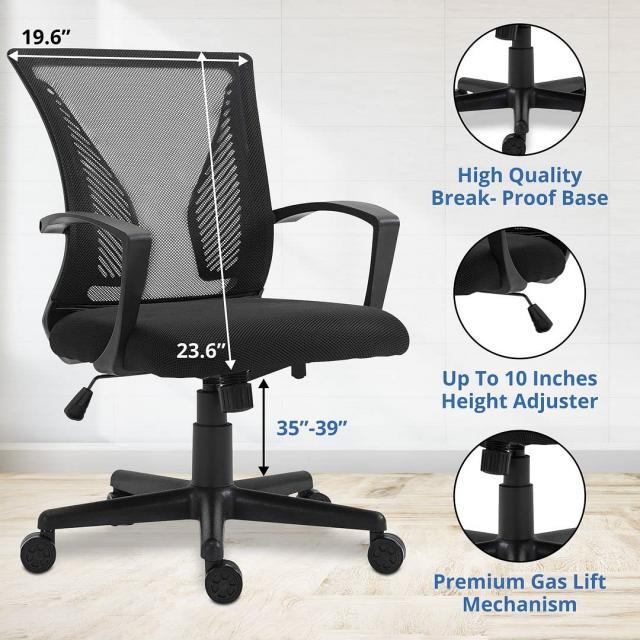 19.6”
High Quality
Break- Proof Base
23.6”
Up To 10 Inches
Height Adjuster
35”-39”
Premium Gas Lift
Mechanism